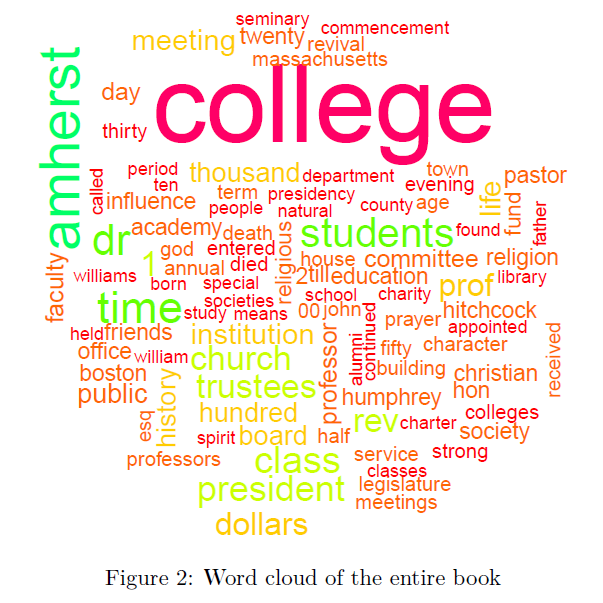 seminary
commencement
meeting
twenty
revival
massachusetts
amherst
college
day
thirty
period
thousand
department
town
pastor
called
ten
evening
influence
term
presidency
life
people
natural
county
age
fund
father
dr
academy
death
students
found
god
entered
religious
house
committee
religion
faculty
1
annual
died
williams
born
special
2
till
education
prof
library
time
societies
school
charity
study
means
00
john
hitchcock
held
friends
institution
professor
prayer
appointed
office
william
church
alumni
continued
fifty
character
received
boston
building
christian
public
history
trustees
humphrey
hon
esq
hundred
rev
charter
colleges
spirit
board
half
society
professors
class
service
strong
classes
president
legislature
meetings
dollars
Figure 2: Word cloud of the entire book